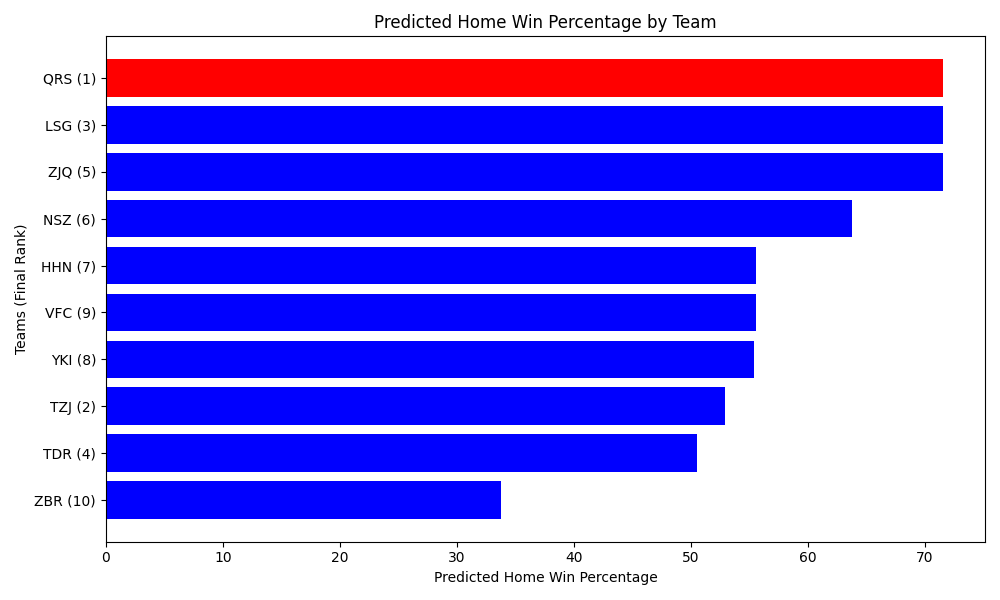 Predicted Home Win Percentage by Team
Teams (Final Rank)
QRS (1)
LSG (3)
ZJQ (5)
NSZ (6)
HHN (7)
VFC (9)
YKI (8)
TZJ (2)
TDR (4)
ZBR (10)
0 10 20 30 40 50 60 70
Predicted Home Win Percentage